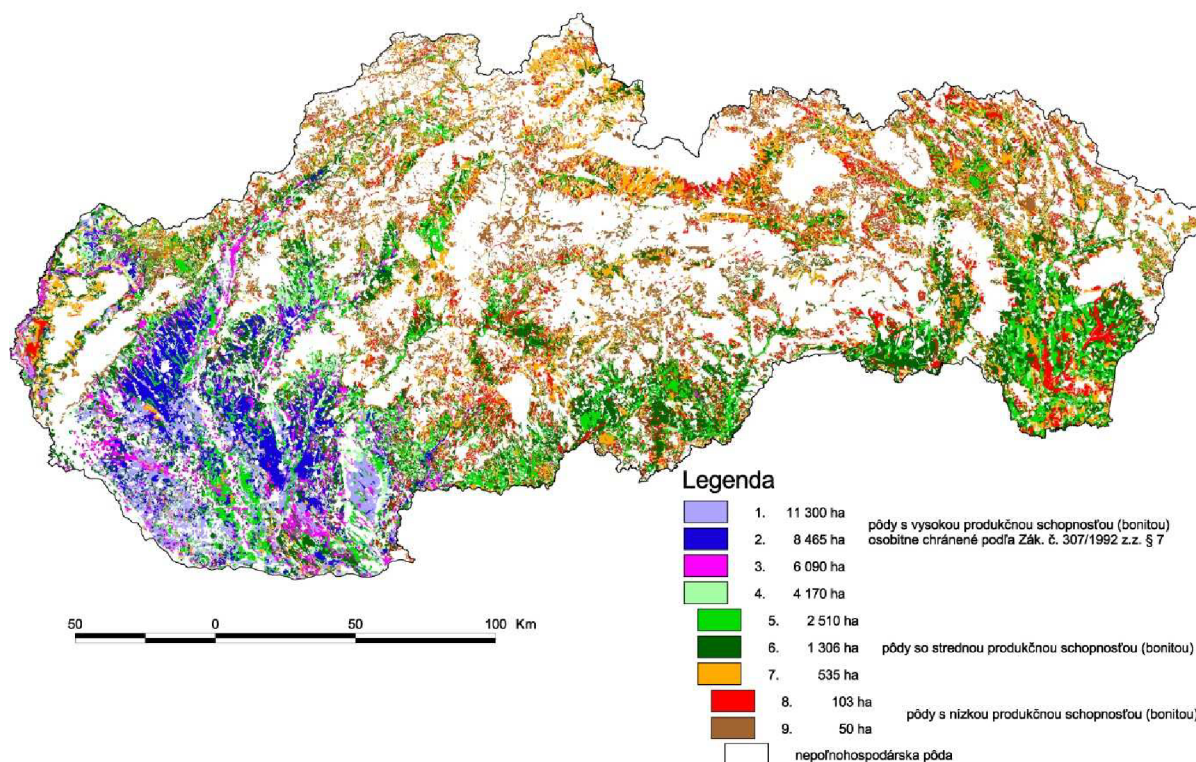 Legenda
1. 11 300 ha
2. 8 465 ha
3. 6 090 ha
4. 4 170 ha
pôdy s vysokou produkčnou schopnosťou (bonitou)
osobitne chránené podľa Zák. č. 307/1992 z.z. § 7
5. 2 510 ha
6. 1 306 ha
7. 535 ha
pôdy so strednou produkčnou schopnosťou (bonitou)
8. 103 ha
9. 50 ha
pôdy s nízkou produkčnou schopnosťou (bonitou)
nepoľnohospodárska pôda
50 0 50 100 Km